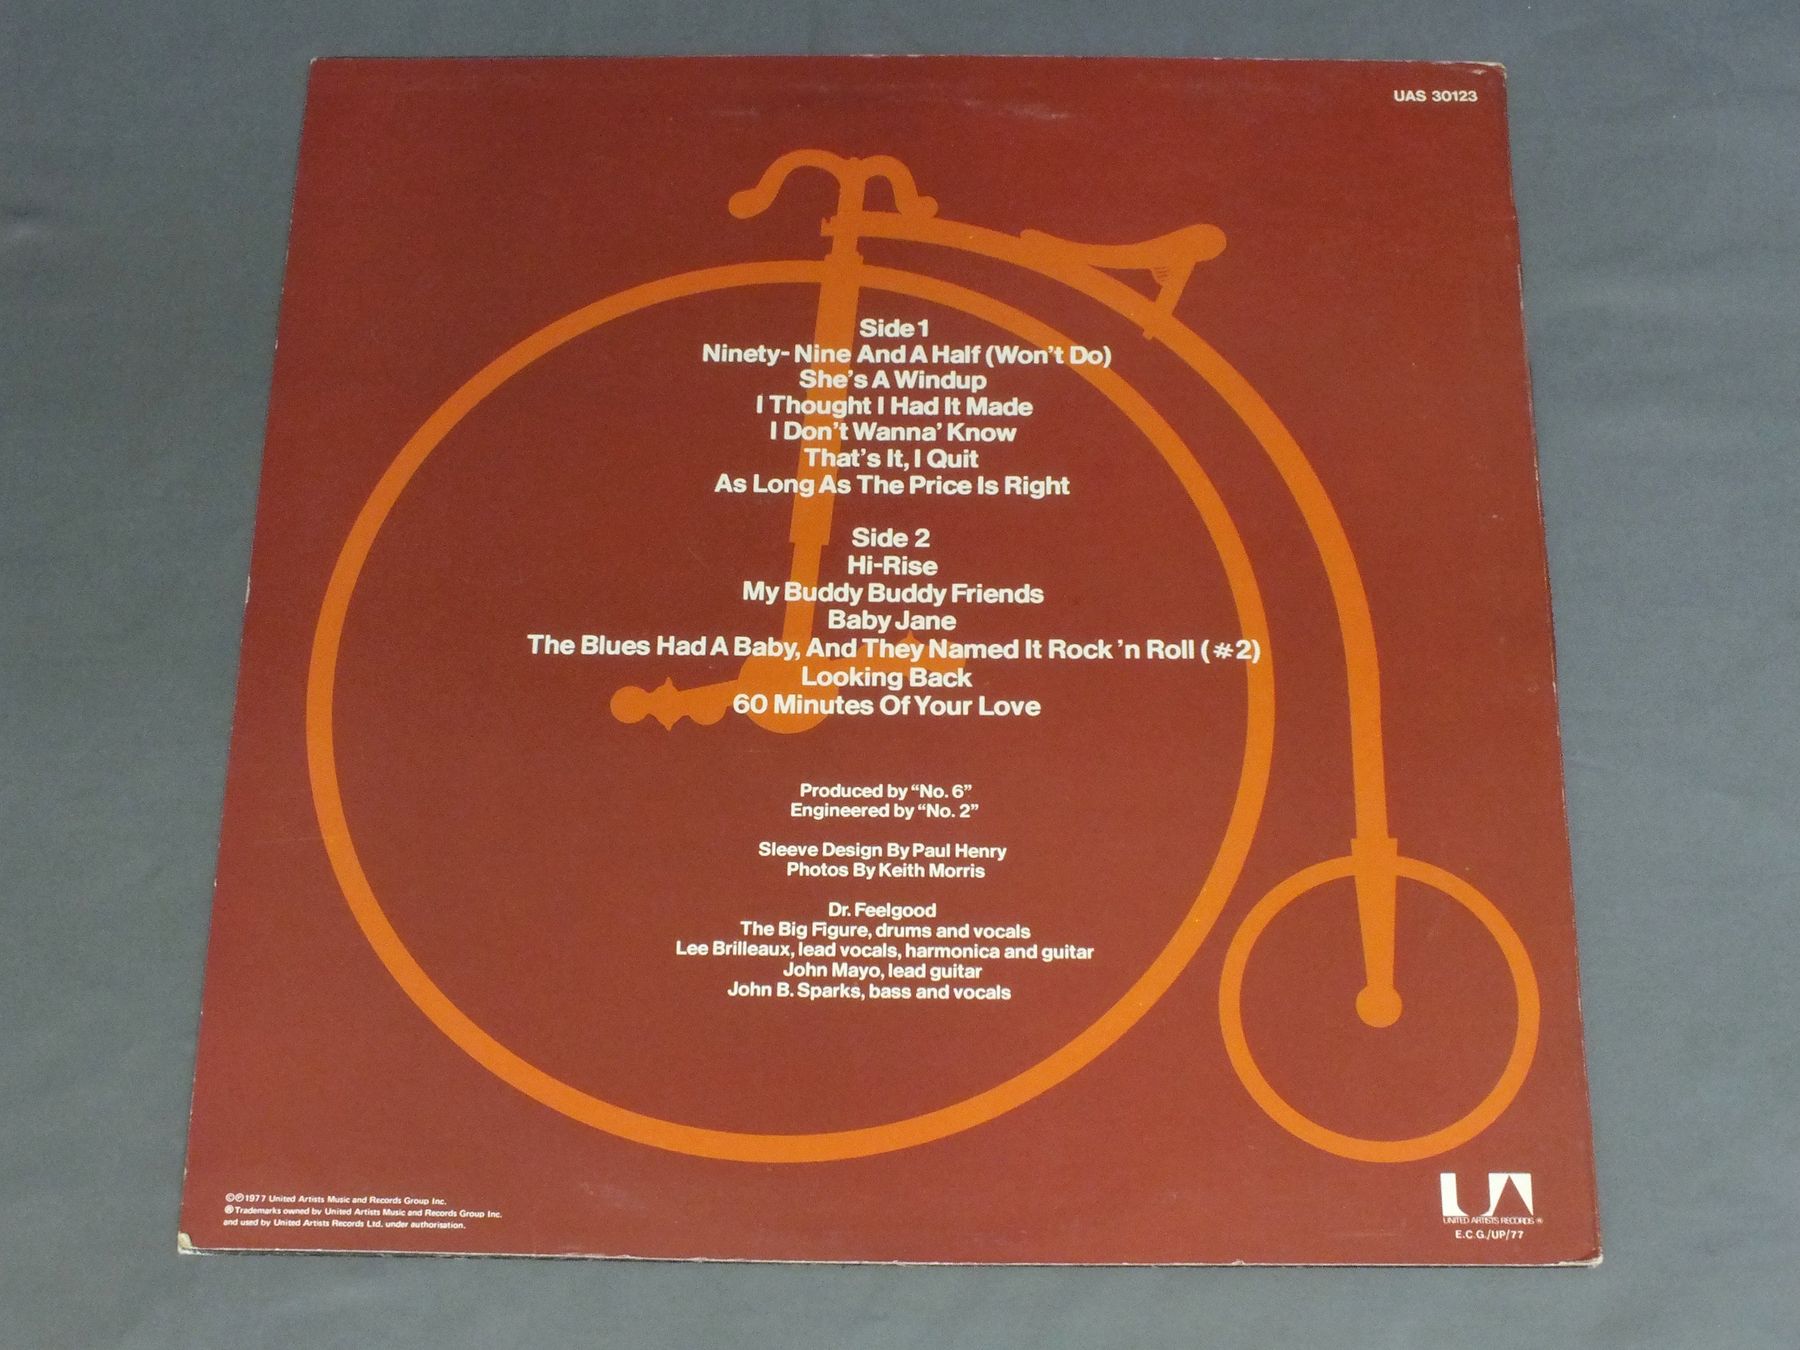 UAS 30123
Side 1
Ninety-Nine And A Half (Won't Do)
She's A Windup
I Thought I Had It Made
I Don't Wanna' Know
That's It, I Quit
As Long As The Price Is Right
Side 2
Hi-Rise
My Buddy Buddy Friends
Baby Jane
The Blues Had A Baby, And They Named It Rock 'n Roll (#2)
Looking Back
60 Minutes Of Your Love
Produced by “No. 6”
Engineered by “No. 2”
Sleeve Design By Paul Henry
Photos By Keith Morris
Dr. Feelgood
The Big Figure, drums and vocals
Lee Brilleaux, lead vocals, harmonica and guitar
John Mayo, lead guitar
John B. Sparks, bass and vocals
©℗1977 United Artists Music and Records Group Inc.
®Trademarks owned by United Artists Music and Records Group Inc.
and used by United Artists Records Ltd. under authorisation.
UA
UNITED ARTISTS RECORDS ®
E.C.G./UP/77